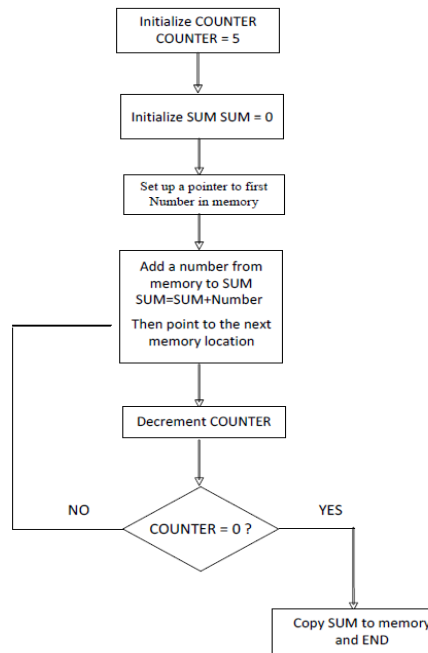 Initialize COUNTER
COUNTER = 5
Initialize SUM SUM = 0
Set up a pointer to first
Number in memory
Add a number from
memory to SUM
SUM=SUM+Number
Then point to the next
memory location
Decrement COUNTER
NO
YES
COUNTER = 0 ?
Copy SUM to memory
and END